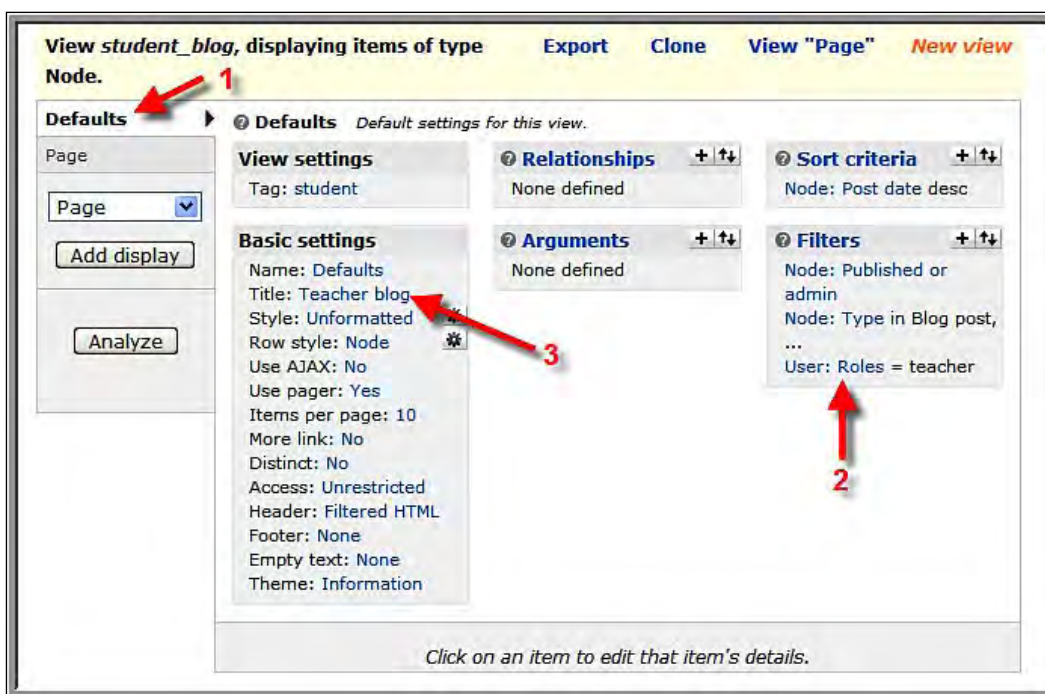 View student_blog, displaying items of type Node.
Export Clone View "Page" New view
1
Defaults
Page
Page
Add display
Analyze
Defaults Default settings for this view.
View settings
Tag: student
Basic settings
Name: Defaults
Title: Teacher blog
Style: Unformatted
Row style: Node
Use AJAX: No
Use pager: Yes
Items per page: 10
More link: No
Distinct: No
Access: Unrestricted
Header: Filtered HTML
Footer: None
Empty text: None
Theme: Information
3
Relationships
None defined
Arguments
None defined
Sort criteria
Node: Post date desc
Filters
Node: Published or
admin
Node: Type in Blog post,
...
User: Roles = teacher
2
Click on an item to edit that item's details.